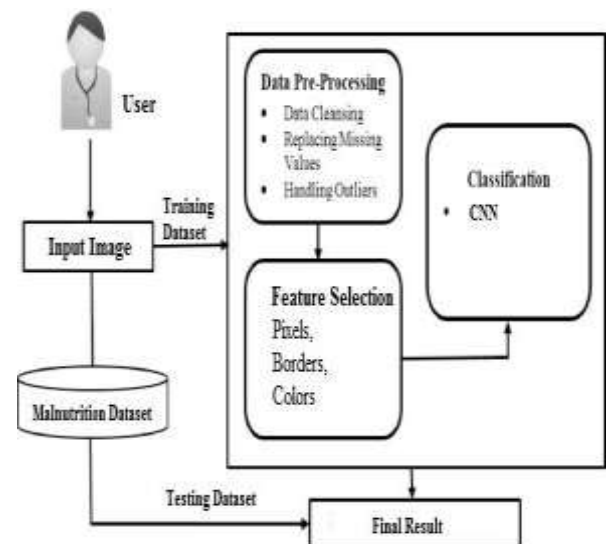 User
Input Image
Training
Dataset
Data Pre-Processing
• Data Cleansing
• Replacing Missing
Values
• Handling Outliers
Feature Selection
Pixels,
Borders,
Colors
Classification
• CNN
Malnutrition Dataset
Testing Dataset
Final Result